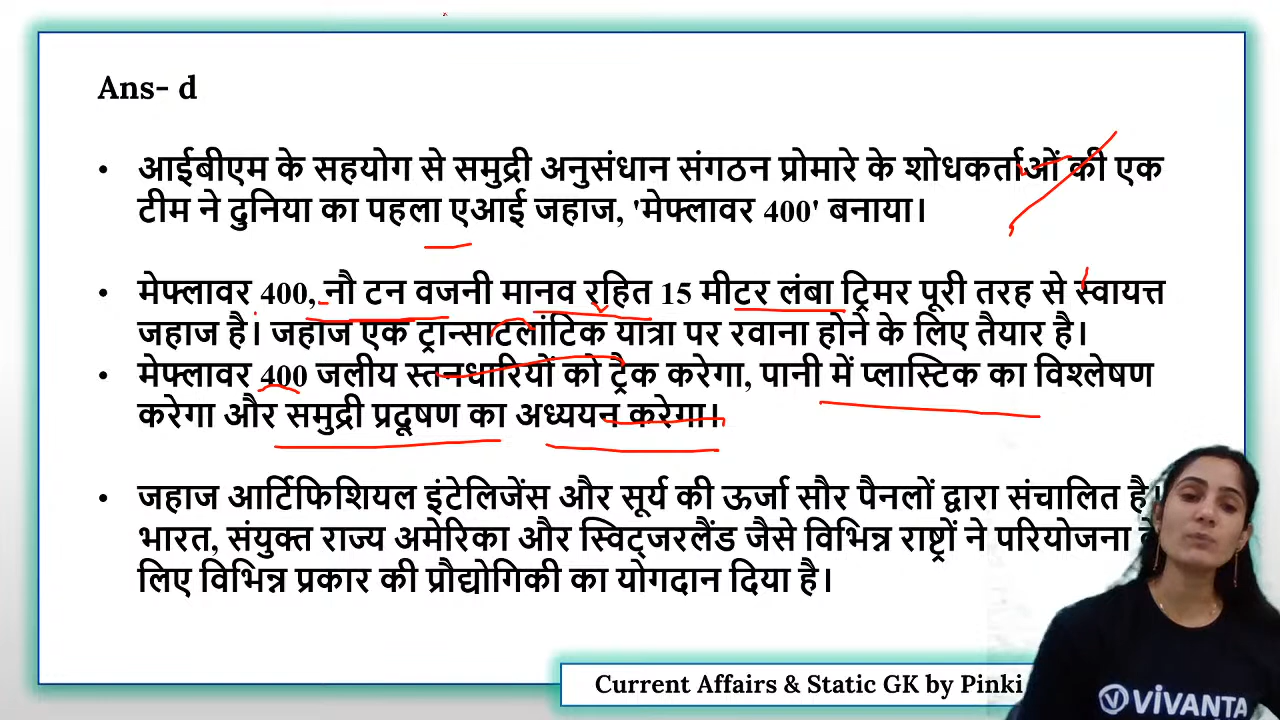 Ans- d
• आईबीएम के सहयोग से समुद्री अनुसंधान संगठन प्रोमारे के शोधकर्ताओं की एक
टीम ने दुनिया का पहला एआई जहाज, 'मेफ्लावर 400' बनाया।
• मेफ्लावर 400, नौ टन वजनी मानव रहित 15 मीटर लंबा ट्रिमर पूरी तरह से स्वायत्त
जहाज है। जहाज एक ट्रान्साटलांटिक यात्रा पर रवाना होने के लिए तैयार है।
• मेफ्लावर 400 जलीय स्तनधारियों को ट्रैक करेगा, पानी में प्लास्टिक का विश्लेषण
करेगा और समुद्री प्रदूषण का अध्ययन करेगा।
• जहाज आर्टिफिशियल इंटेलिजेंस और सूर्य की ऊर्जा सौर पैनलों द्वारा संचालित है।
भारत, संयुक्त राज्य अमेरिका और स्विट्जरलैंड जैसे विभिन्न राष्ट्रों ने परियोजना
लिए विभिन्न प्रकार की प्रौद्योगिकी का योगदान दिया है।
Current Affairs & Static GK by Pinki
VIVANTA